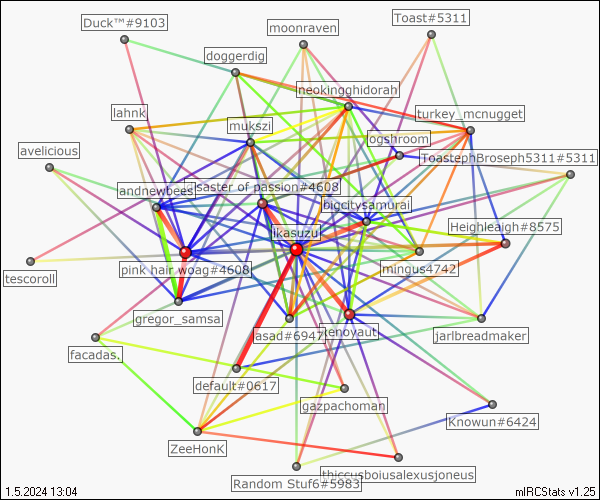 Duck™#9103
moonraven
Toast#5311
doggerdig
neokingghidorah
lahnk
turkey_mcnugget
mukszi
ogshroom
avelicious
ToastephBroseph5311#5311
andnewbees
saster of passion#4608
bigcitysamurai
Heighleaigh#8575
ikasuzu
tescoroll
pink hair woag#4608
mingus4742
gregor_samsa
asad#6947
xenoyaut
jarlbreadmaker
facadas.
default#0617
gazpachoman
Knowun#6424
ZeeHonK
thiccusboiusalexusjoneus
Random Stuf6#5983
1.5.2024 13:04
mIRCStats v1.25